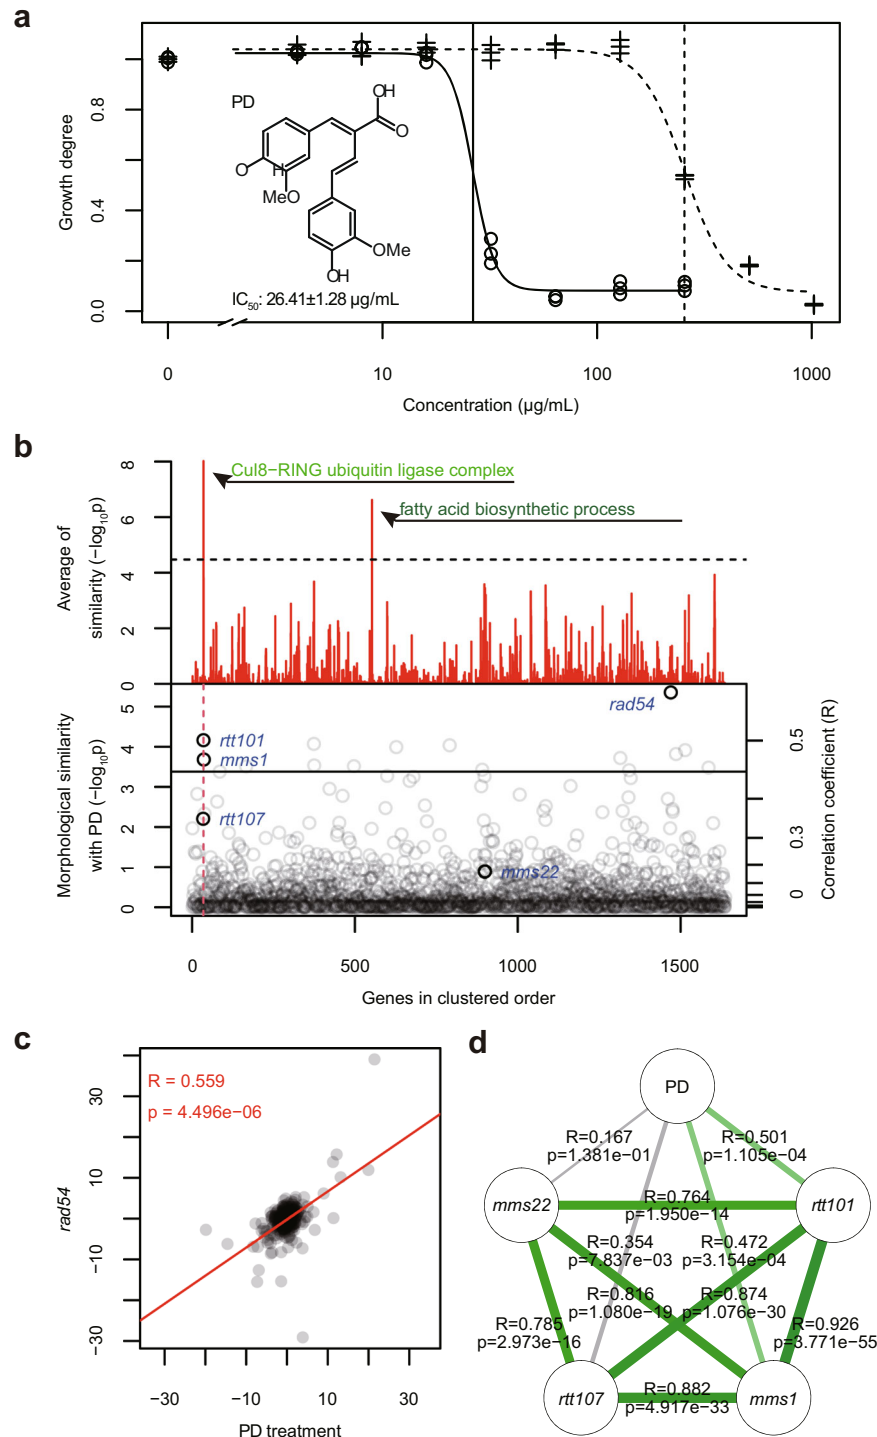 a
Growth degree
0.0
0.4
0.8
PD
OH
O
O
H
MeO
OMe
OH
IC50: 26.41±1.28 µg/mL
0
10
100
1000
Concentration (µg/mL)
b
Average of
similarity (−log10p)
0
2
4
6
8
Cul8−RING ubiquitin ligase complex
fatty acid biosynthetic process
Morphological similarity
with PD (−log10p)
0
1
2
3
4
5
rad54
rtt101
mms1
rtt107
mms22
Correlation coefficient (R)
0.5
0.3
0
0
500
1000
1500
Genes in clustered order
c
R = 0.559
p = 4.496e−06
rad54
30
10
−10
−30
−30
−10
10
30
PD treatment
d
PD
R=0.167
p=1.381e−01
R=0.501
p=1.105e−04
mms22
R=0.764
p=1.950e−14
rtt101
R=0.354
p=7.837e−03
R=0.472
p=3.154e−04
R=0.816
p=1.080e−19
R=0.874
p=1.076e−30
R=0.785
p=2.973e−16
R=0.926
p=3.771e−55
rtt107
R=0.882
p=4.917e−33
mms1